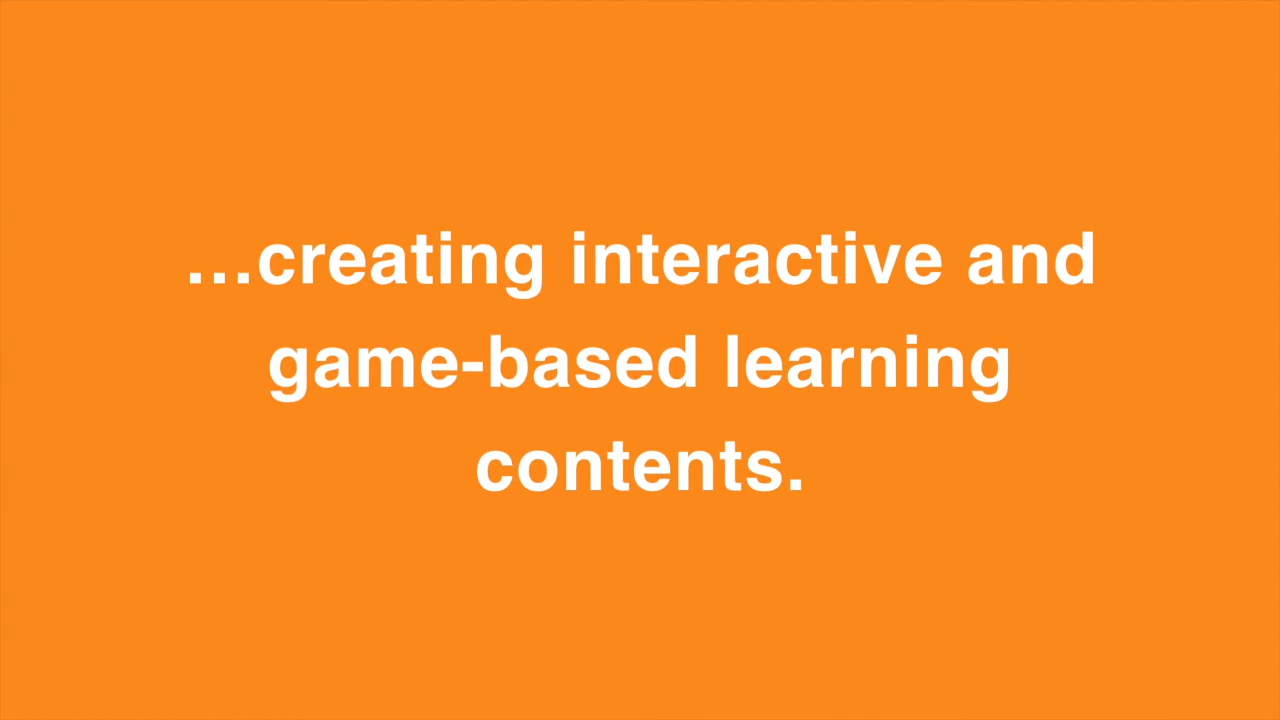 ...creating interactive and
game-based learning
contents.